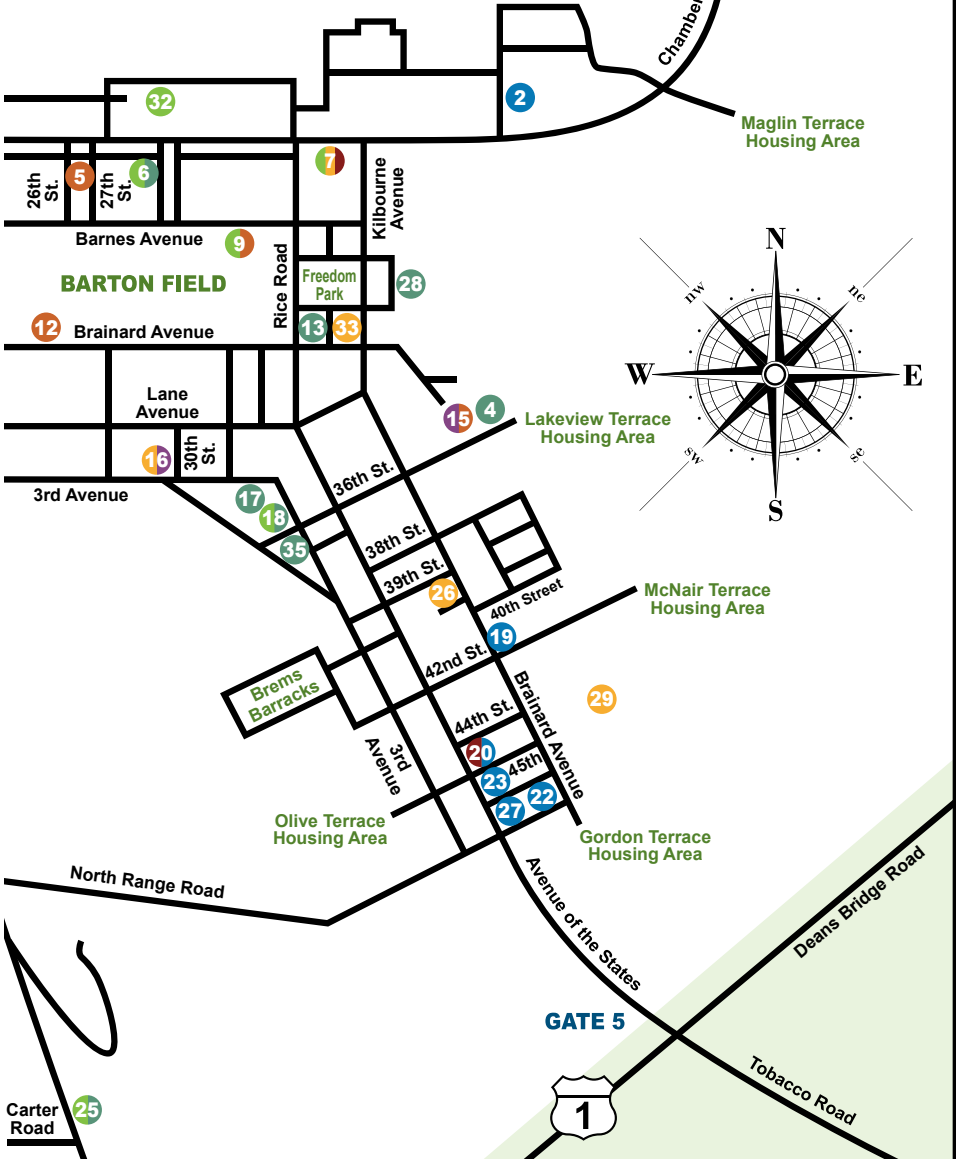 Chamber
32
2
Maglin Terrace
Housing Area
26th
St.
5
27th
St.
6
7
Kilbourne
Avenue
Barnes Avenue
9
BARTON FIELD
Rice Road
Freedom
Park
28
12
Brainard Avenue
13
33
N
nw
ne
W
E
sw
se
S
Lane
Avenue
15
4
Lakeview Terrace
Housing Area
16
30th
St.
36th St.
3rd Avenue
17
18
35
38th St.
39th St.
26
40th Street
McNair Terrace
Housing Area
19
42nd St.
Brems
Barracks
29
Brainard Avenue
44th St.
3rd
Avenue
20
45th
23
22
27
Olive Terrace
Housing Area
Gordon Terrace
Housing Area
North Range Road
Avenue of the States
Deans Bridge Road
GATE 5
Tobacco Road
1
25
Carter
Road